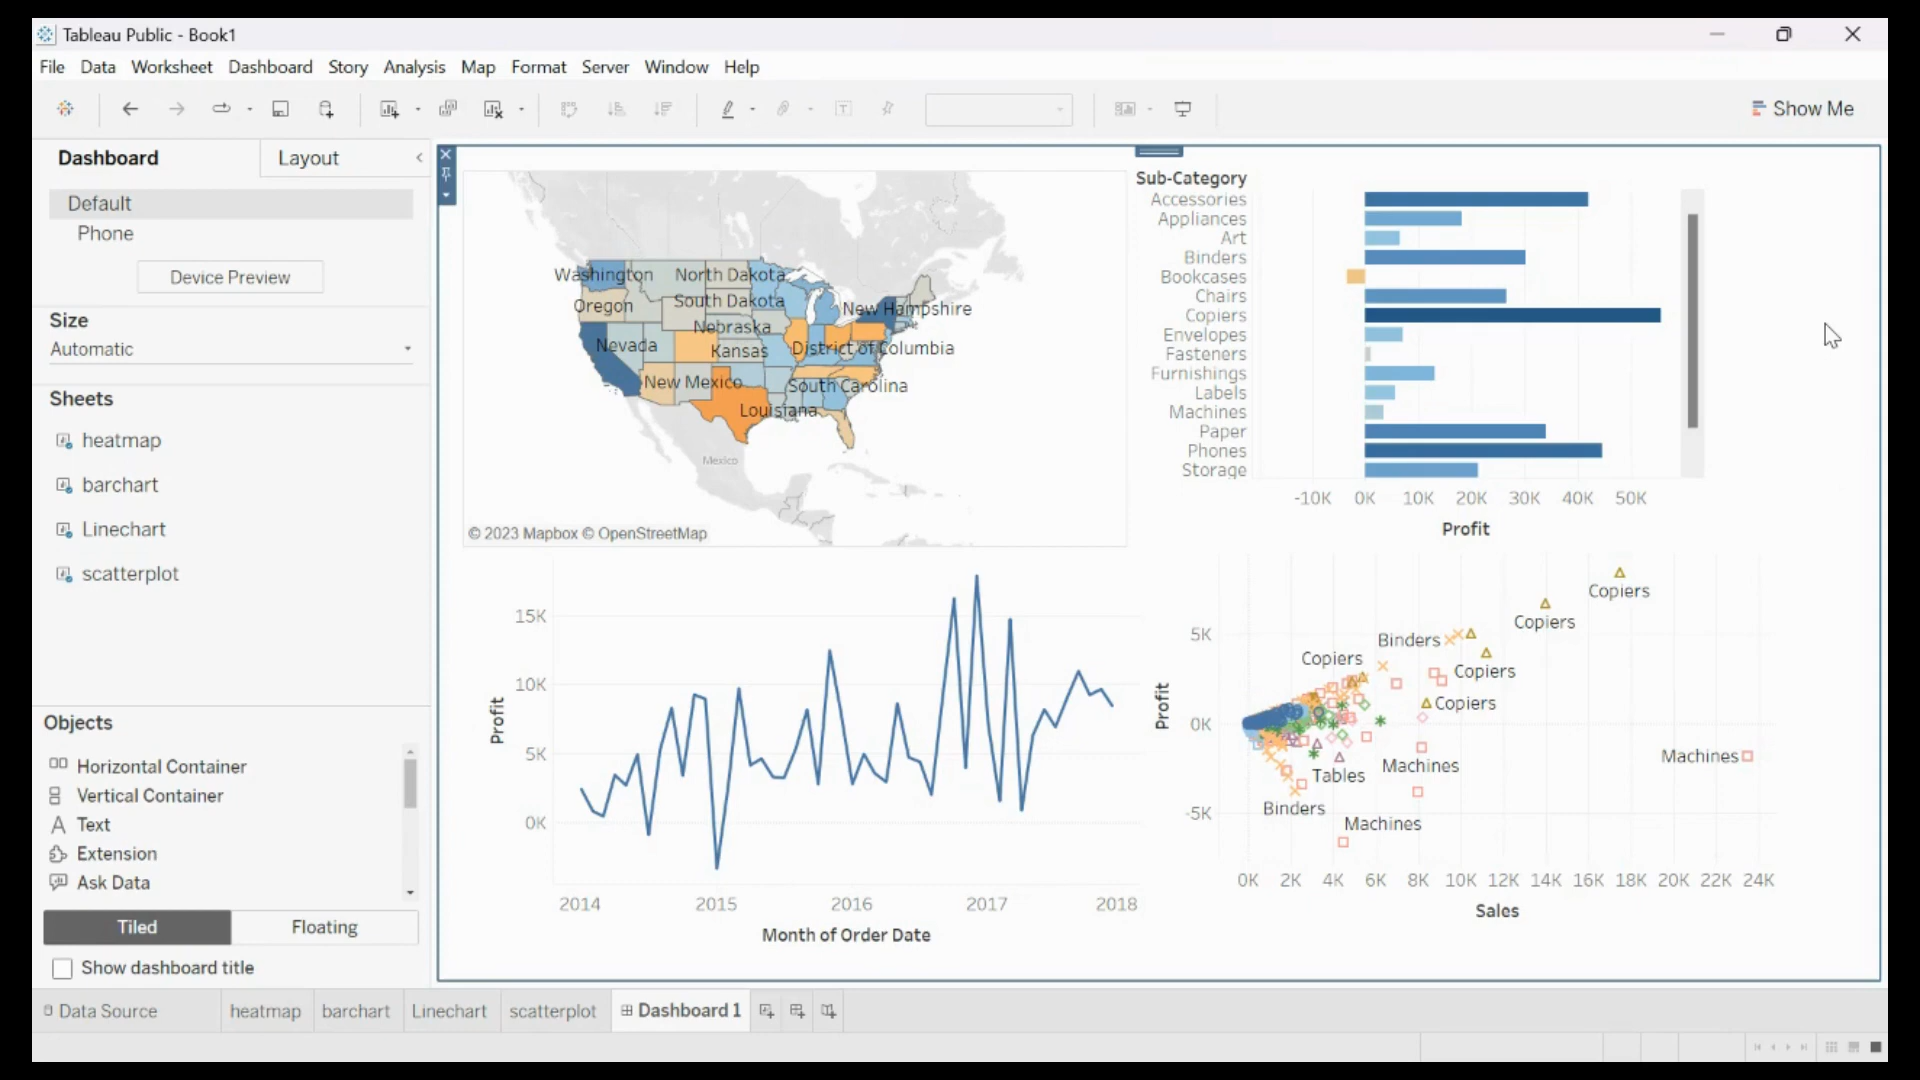 Tableau Public - Book1
File Data Worksheet Dashboard Story Analysis Map Format Server Window Help
Show Me
Dashboard
Layout
Default
Phone
Device Preview
Size
Automatic
Sheets
heatmap
barchart
Linechart
scatterplot
Objects
Horizontal Container
Vertical Container
Text
Extension
Ask Data
Tiled
Floating
Show dashboard title
Washington
North Dakota
Oregon
South Dakota
New Hampshire
Nebraska
Nevada
Kansas
District of Columbia
New Mexico
South Carolina
Louisiana
Mexico
© 2023 Mapbox © OpenStreetMap
Sub-Category
Accessories
Appliances
Art
Binders
Bookcases
Chairs
Copiers
Envelopes
Fasteners
Furnishings
Labels
Machines
Paper
Phones
Storage
-10K 0K 10K 20K 30K 40K 50K
Profit
15K
10K
5K
0K
Profit
2014 2015 2016 2017 2018
Month of Order Date
Copiers
Copiers
Binders
Copiers
Copiers
Copiers
Machines
Machines
Tables
Binders
Machines
5K
0K
-5K
Profit
0K 2K 4K 6K 8K 10K 12K 14K 16K 18K 20K 22K 24K
Sales
Data Source heatmap barchart Linechart scatterplot Dashboard 1